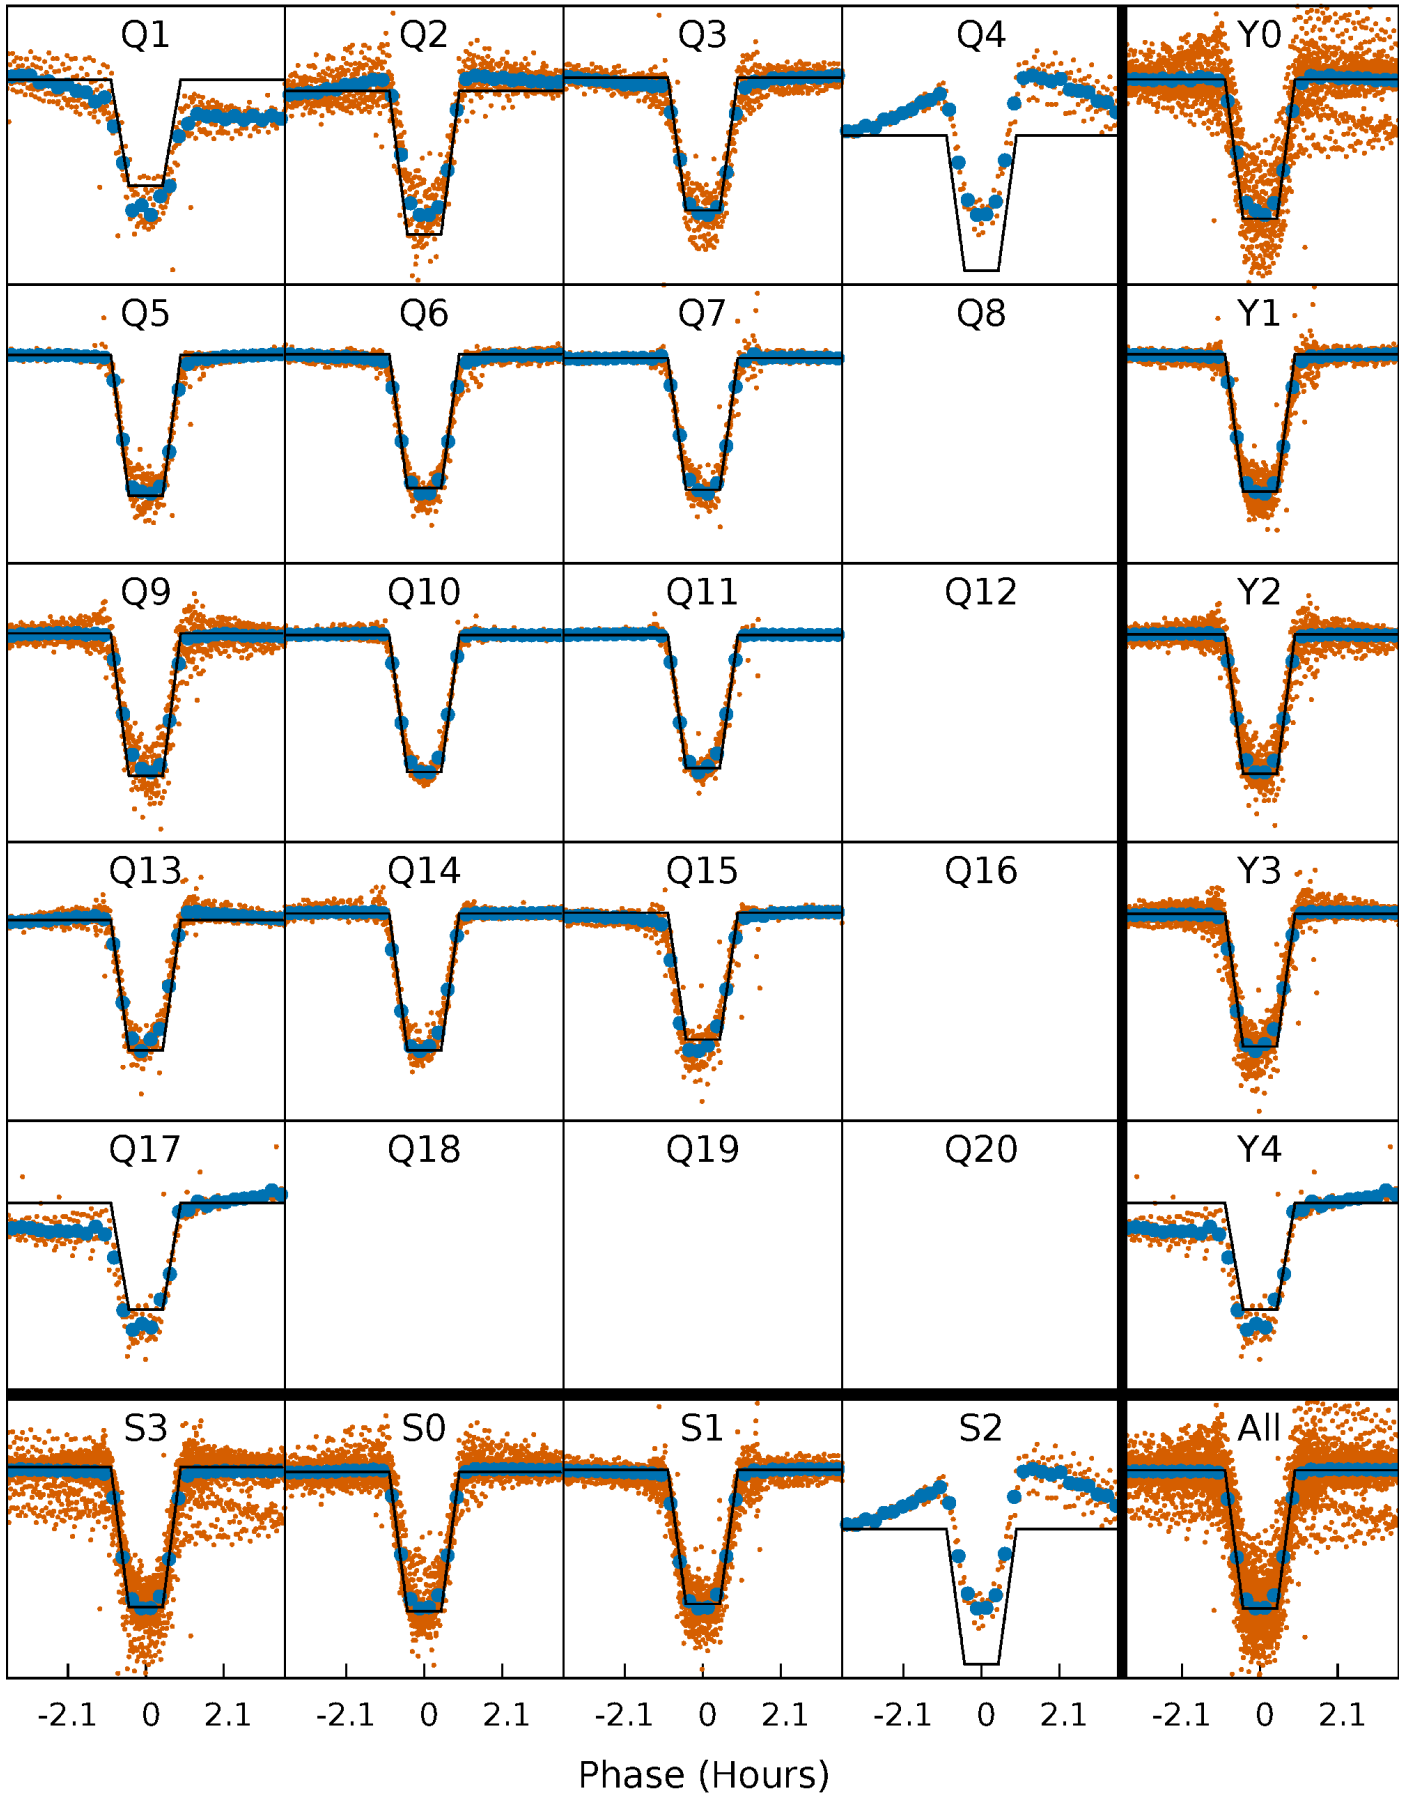 Q1 Q2 Q3 Q4 Y0
Q5 Q6 Q7 Q8 Y1
Q9 Q10 Q11 Q12 Y2
Q13 Q14 Q15 Q16 Y3
Q17 Q18 Q19 Q20 Y4
S3 S0 S1 S2 All
-2.1 0 2.1 -2.1 0 2.1 -2.1 0 2.1 -2.1 0 2.1 -2.1 0 2.1
Phase (Hours)